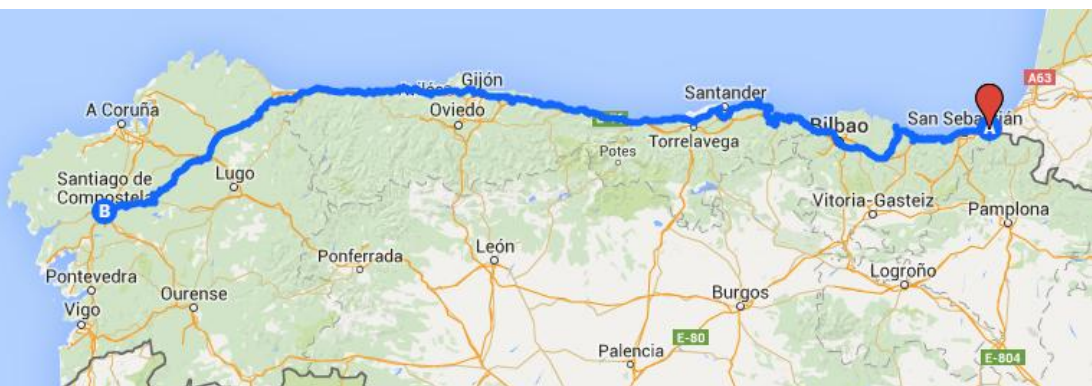 A63
Gijón
Santander
A Coruña
Oviedo
San Sebastián
A
Bilbao
Torrelavega
Potes
Santiago de
Compostela
Lugo
B
Vitoria-Gasteiz
Pamplona
León
Ponferrada
Pontevedra
Logroño
Ourense
Burgos
Vigo
E-80
Palencia
E-804